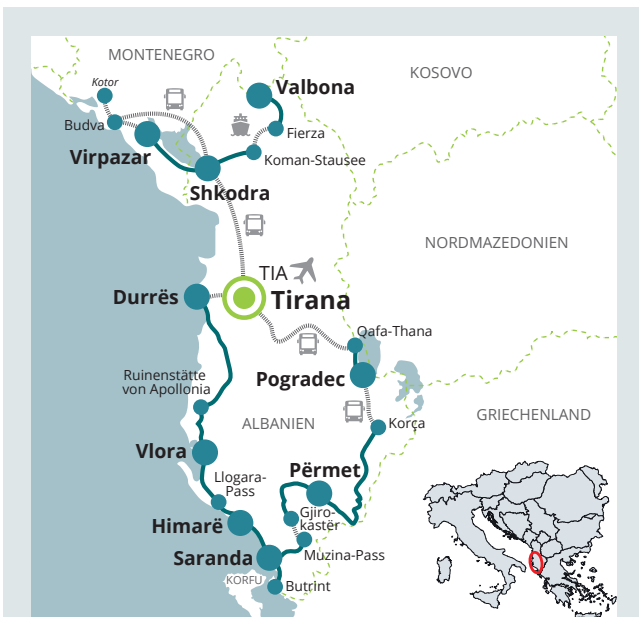 MONTENEGRO
KOSOVO
Kotor
Valbona
Budva
Fierza
Virpazar
Koman-Stausee
Shkodra
NORDMAZEDONIEN
TIA
Durrës
Tirana
Qafa-Thana
Ruinenstätte
von Apollonia
Pogradec
ALBANIEN
GRIECHENLAND
Korça
Vlora
Llogara-
Pass
Përmet
Gjiro-
kastër
Himarë
Muzina-Pass
Saranda
KORFU
Butrint